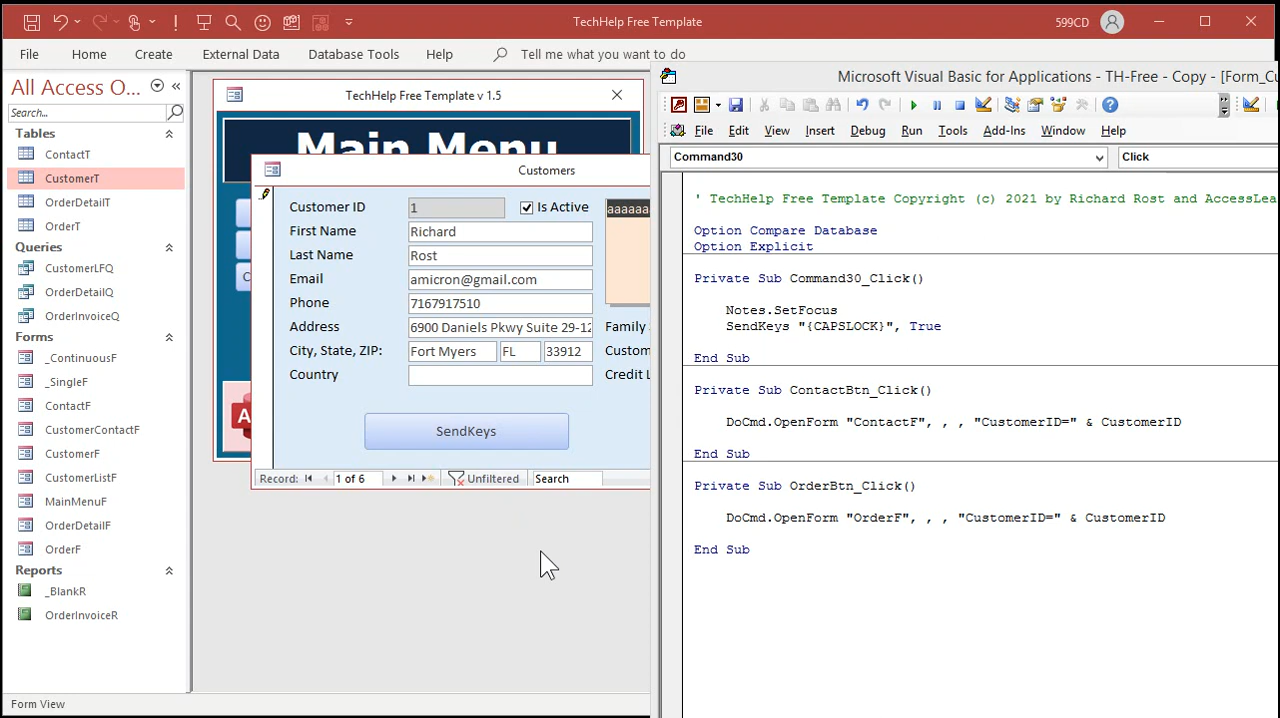 TechHelp Free Template
599CD
File Home Create External Data Database Tools Help Tell me what you want to do
All Access O...
Search...
Tables
ContactT
CustomerT
OrderDetailT
OrderT
Queries
CustomerLFQ
OrderDetailQ
OrderInvoiceQ
Forms
_ContinuousF
_SingleF
ContactF
CustomerContactF
CustomerF
CustomerListF
MainMenuF
OrderDetailF
OrderF
Reports
_BlankR
OrderInvoiceR
Form View
TechHelp Free Template v 1.5
Main Menu
Customers
Customer ID 1 Is Active aaaaaa
First Name Richard
Last Name Rost
Email amicron@gmail.com
Phone 7167917510
Address 6900 Daniels Pkwy Suite 29-12 Family
City, State, ZIP: Fort Myers FL 33912 Custom
Country Credit L
SendKeys
Record: 1 of 6 Unfiltered Search
Microsoft Visual Basic for Applications - TH-Free - Copy - [Form_Cu
File Edit View Insert Format Debug Run Tools Add-Ins Window Help
Command30 Click
' TechHelp Free Template Copyright (c) 2021 by Richard Rost and AccessLea
Option Compare Database
Option Explicit
Private Sub Command30_Click()
Notes.SetFocus
SendKeys "{CAPSLOCK}", True
End Sub
Private Sub ContactBtn_Click()
DoCmd.OpenForm "ContactF", , , "CustomerID=" & CustomerID
End Sub
Private Sub OrderBtn_Click()
DoCmd.OpenForm "OrderF", , , "CustomerID=" & CustomerID
End Sub